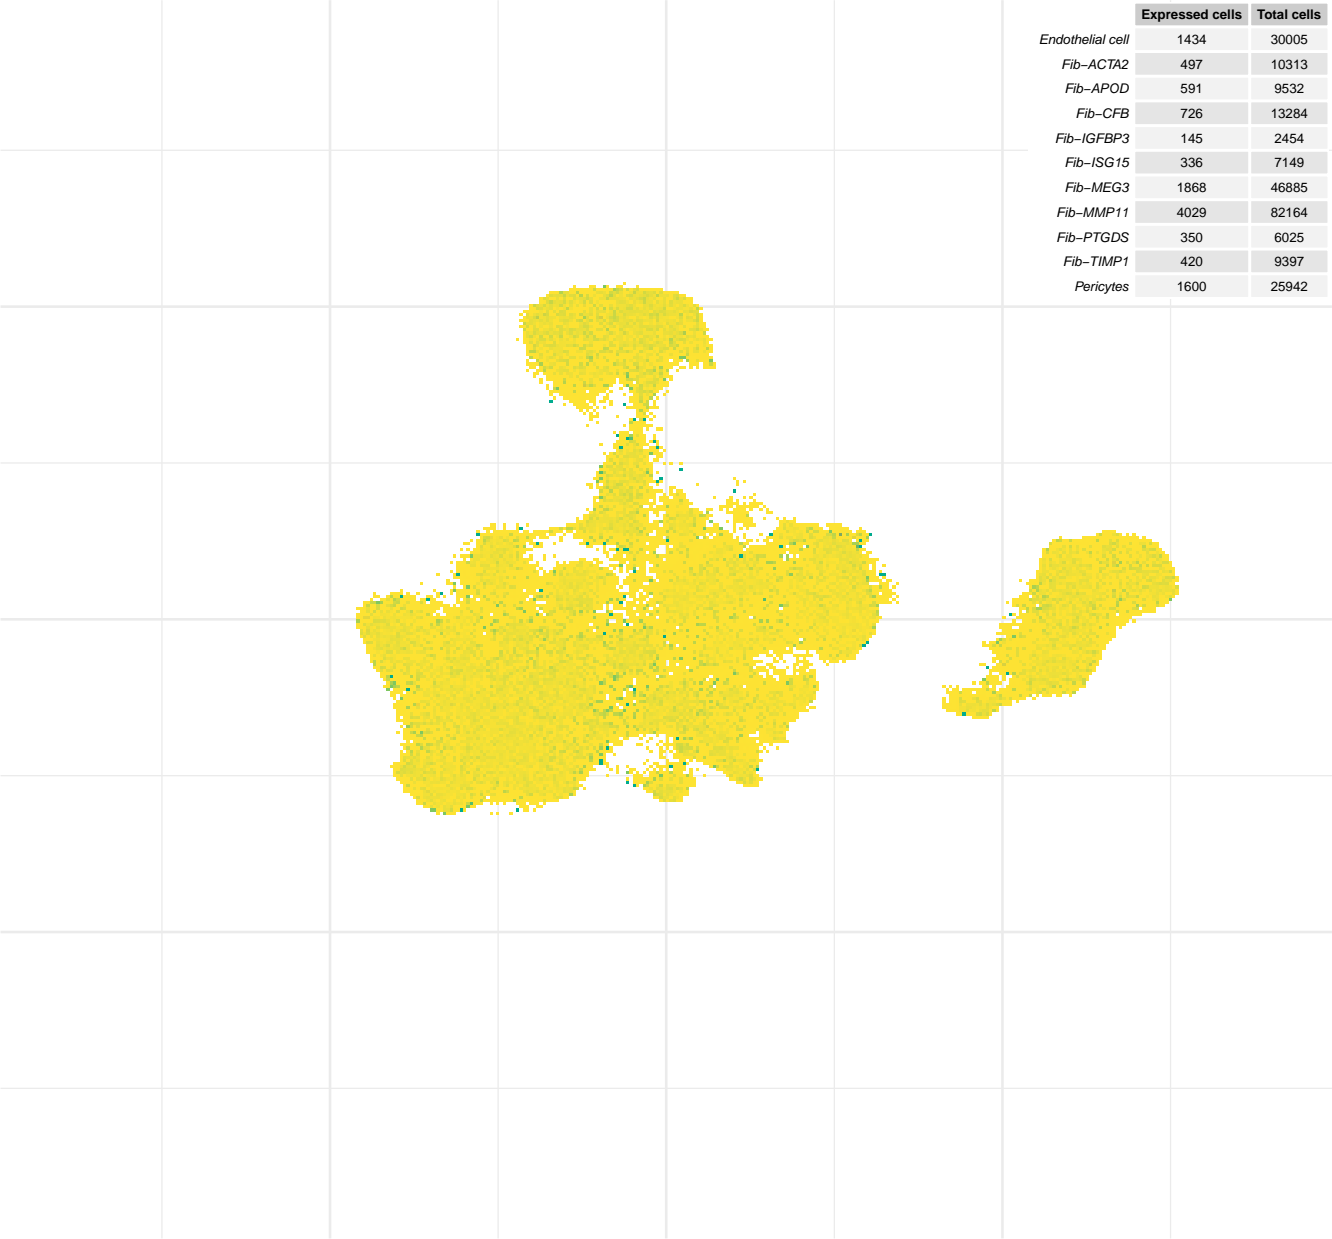 Expressed cells Total cells
Endothelial cell 1434 30005
Fib−ACTA2 497 10313
Fib−APOD 591 9532
Fib−CFB 726 13284
Fib−IGFBP3 145 2454
Fib−ISG15 336 7149
Fib−MEG3 1868 46885
Fib−MMP11 4029 82164
Fib−PTGDS 350 6025
Fib−TIMP1 420 9397
Pericytes 1600 25942